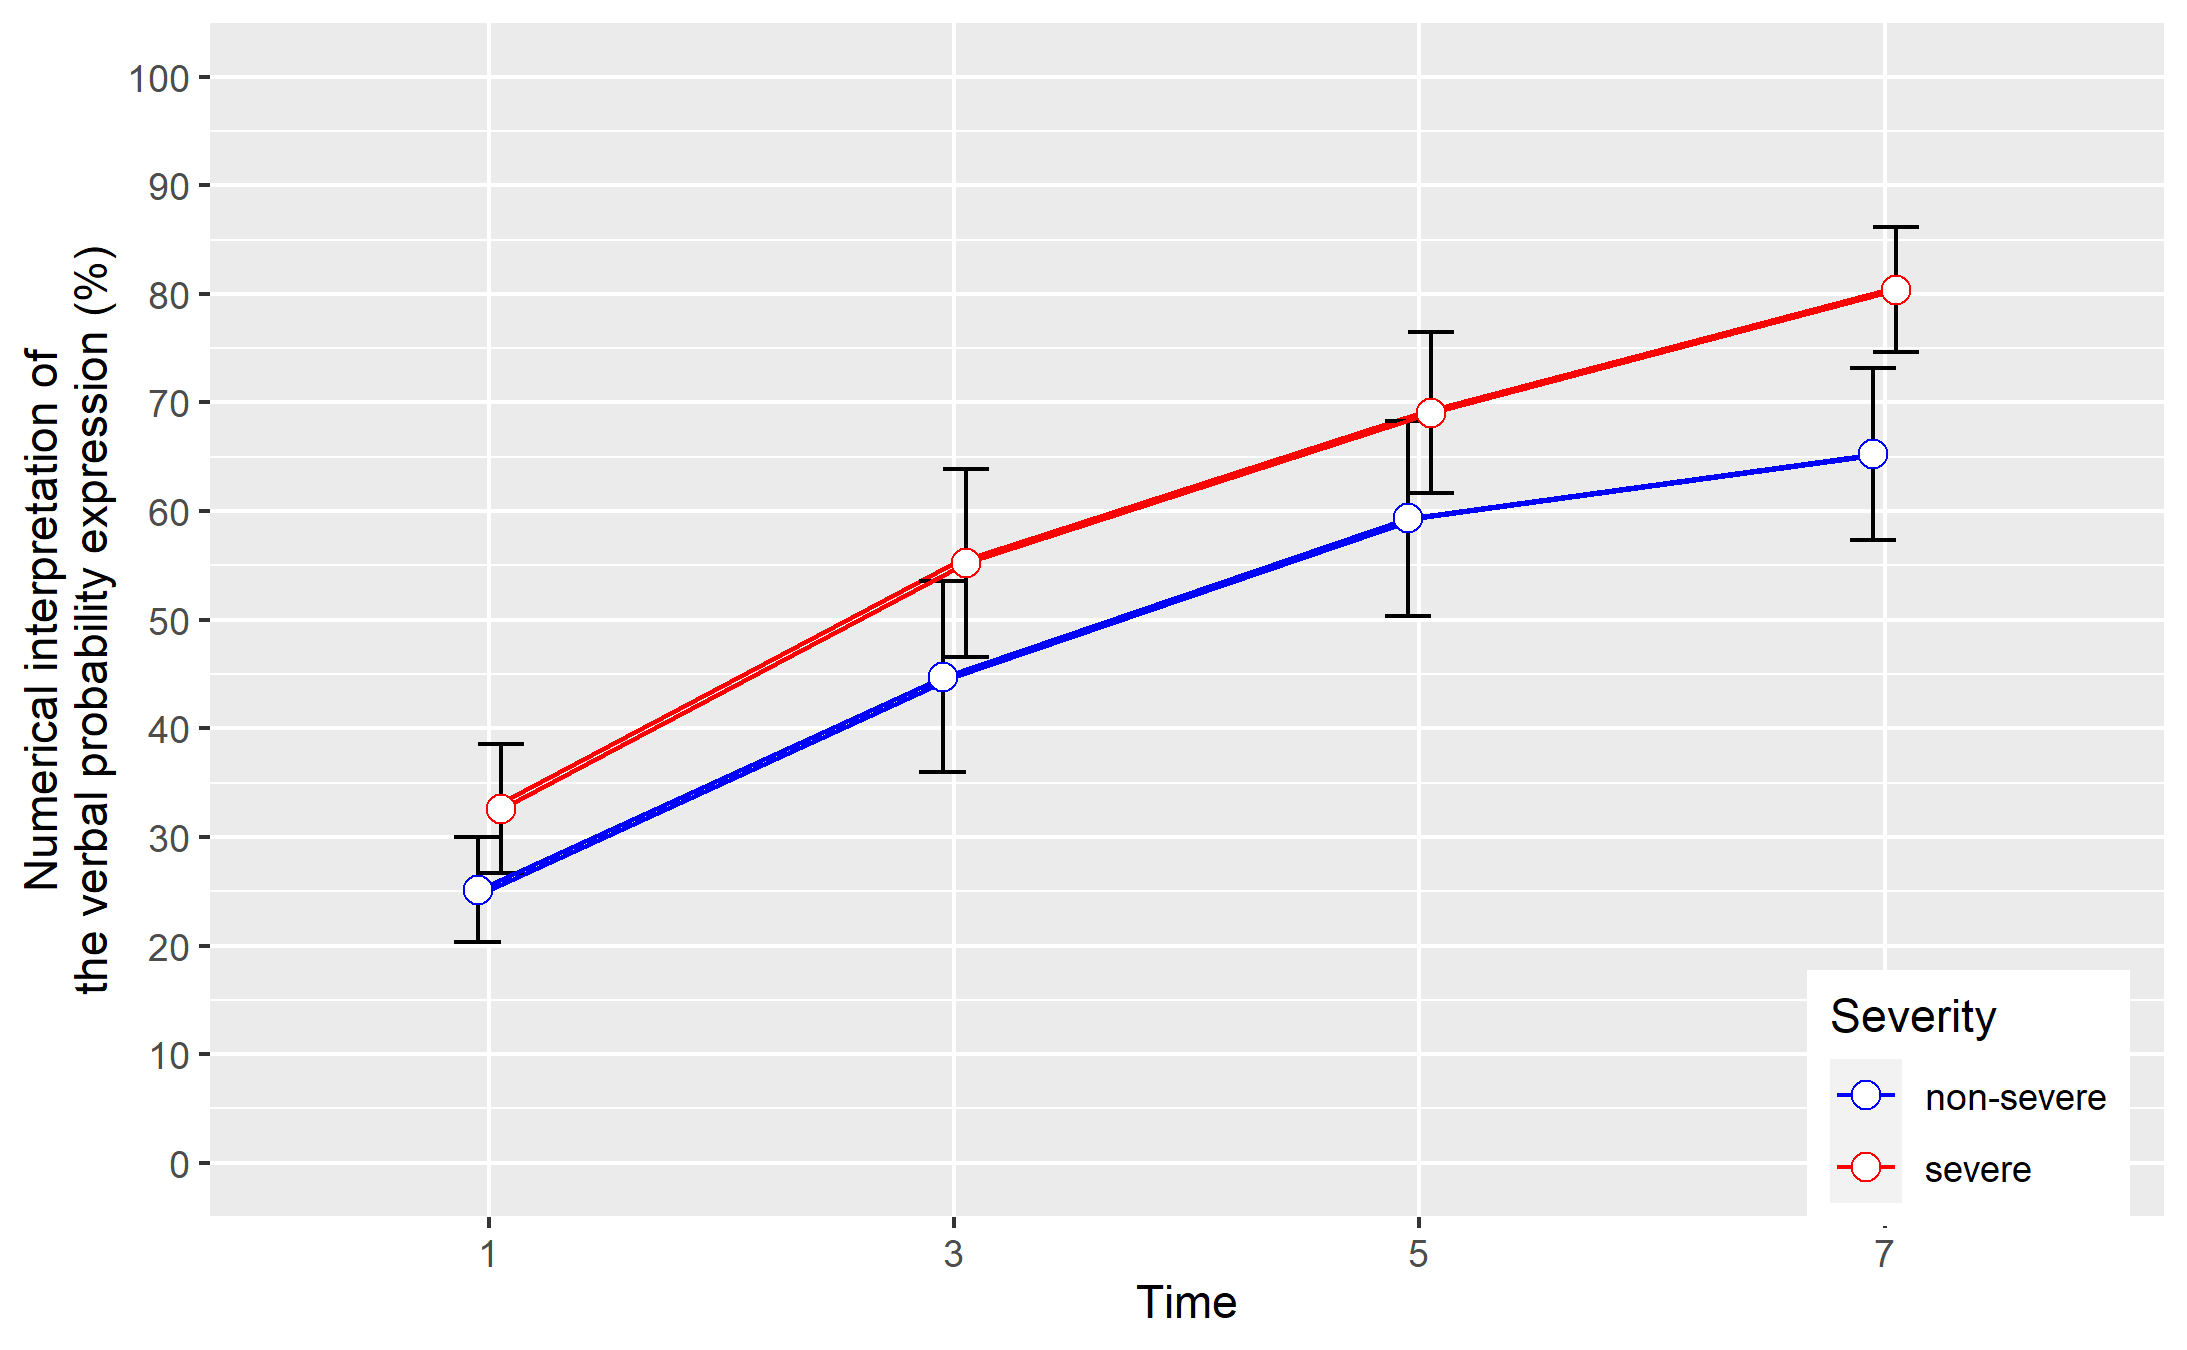 Numerical interpretation of
the verbal probability expression (%)
100
90
80
70
60
50
40
30
20
10
0
1 3 5 7
Time
Severity
non-severe
severe